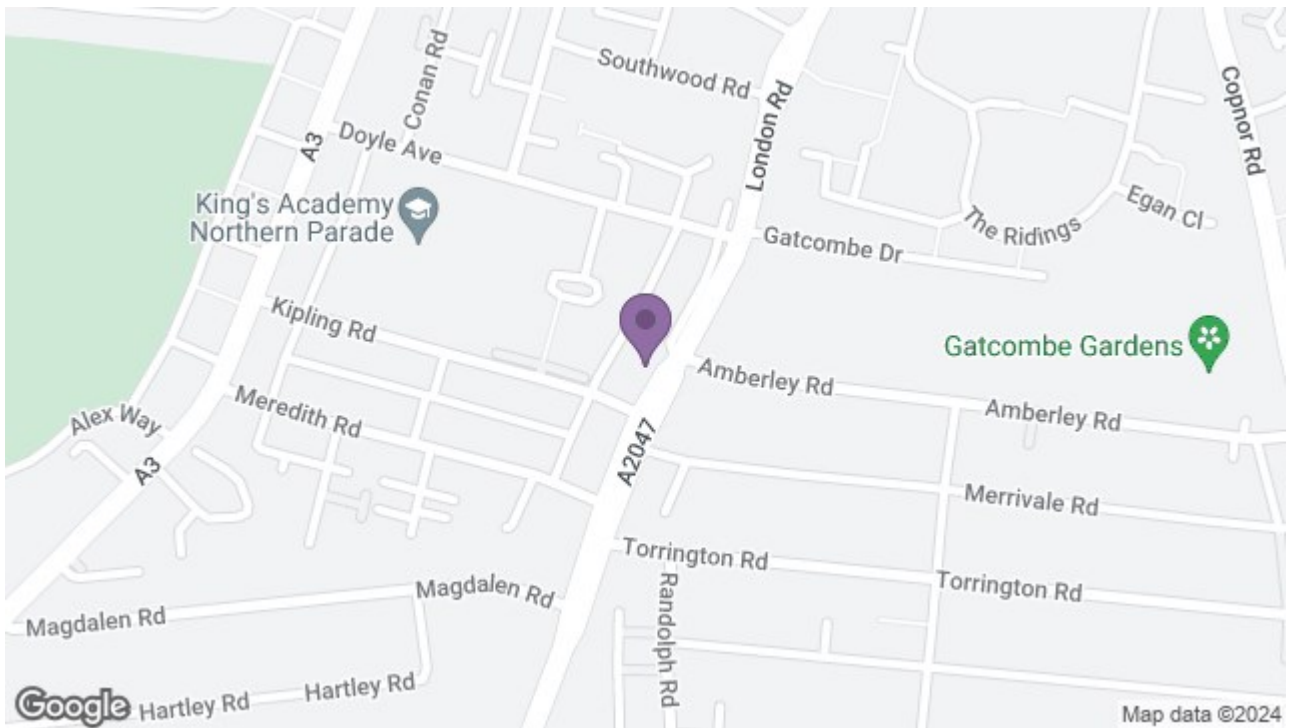 Conan Rd
Southwood Rd
London Rd
Copnor Rd
A3
Doyle Ave
King's Academy
Northern Parade
Egan Cl
The Ridings
Gatcombe Dr
Kipling Rd
Gatcombe Gardens
Amberley Rd
Amberley Rd
Meredith Rd
Alex Way
A3
A2047
Merrivale Rd
Torrington Rd
Torrington Rd
Randolph Rd
Magdalen Rd
Magdalen Rd
Hartley Rd
Hartley Rd
Google
Map data ©2024